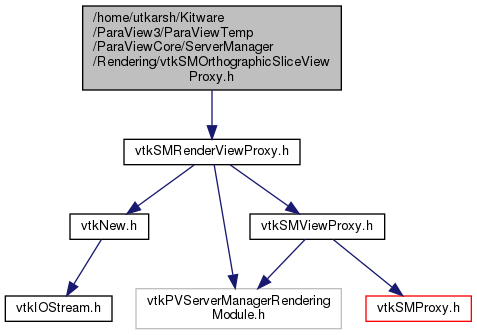 /home/utkarsh/Kitware
/ParaView3/ParaViewTemp
/ParaViewCore/ServerManager
/Rendering/vtkSMOrthographicSliceView
Proxy.h
vtkSMRenderViewProxy.h
vtkNew.h
vtkSMViewProxy.h
vtkIOStream.h
vtkPVServerManagerRendering
Module.h
vtkSMProxy.h